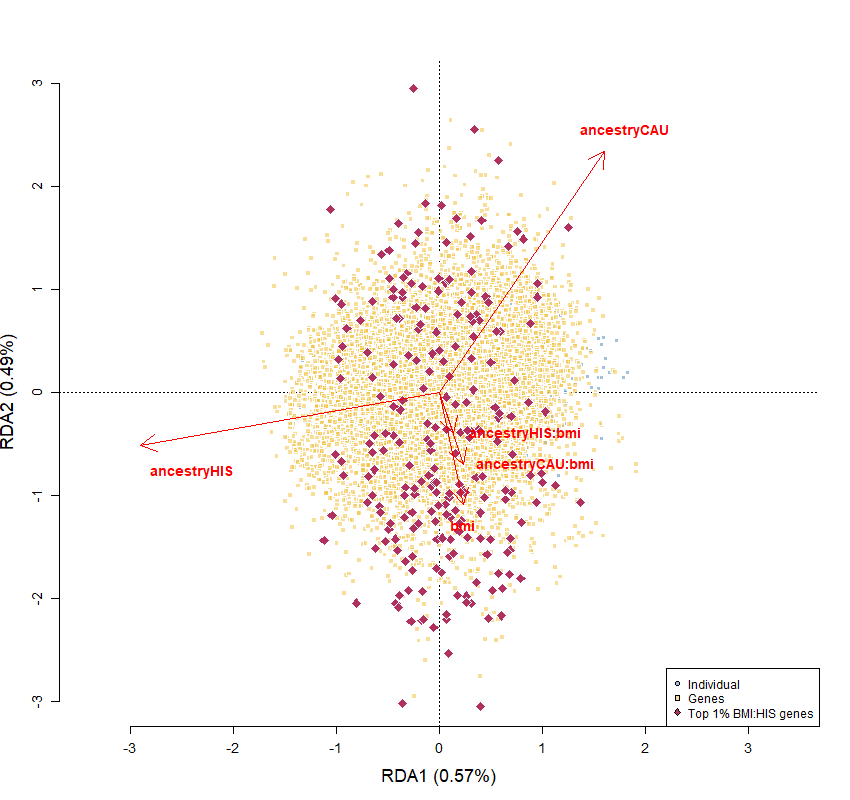 3
ancestryCAU
2
1
RDA2 (0.49%)
0
ancestryHIS:bmi
ancestryHIS
ancestryCAU:bmi
-1
bmi
-2
-3
Individual
Genes
Top 1% BMI:HIS genes
-3 -2 -1 0 1 2 3
RDA1 (0.57%)